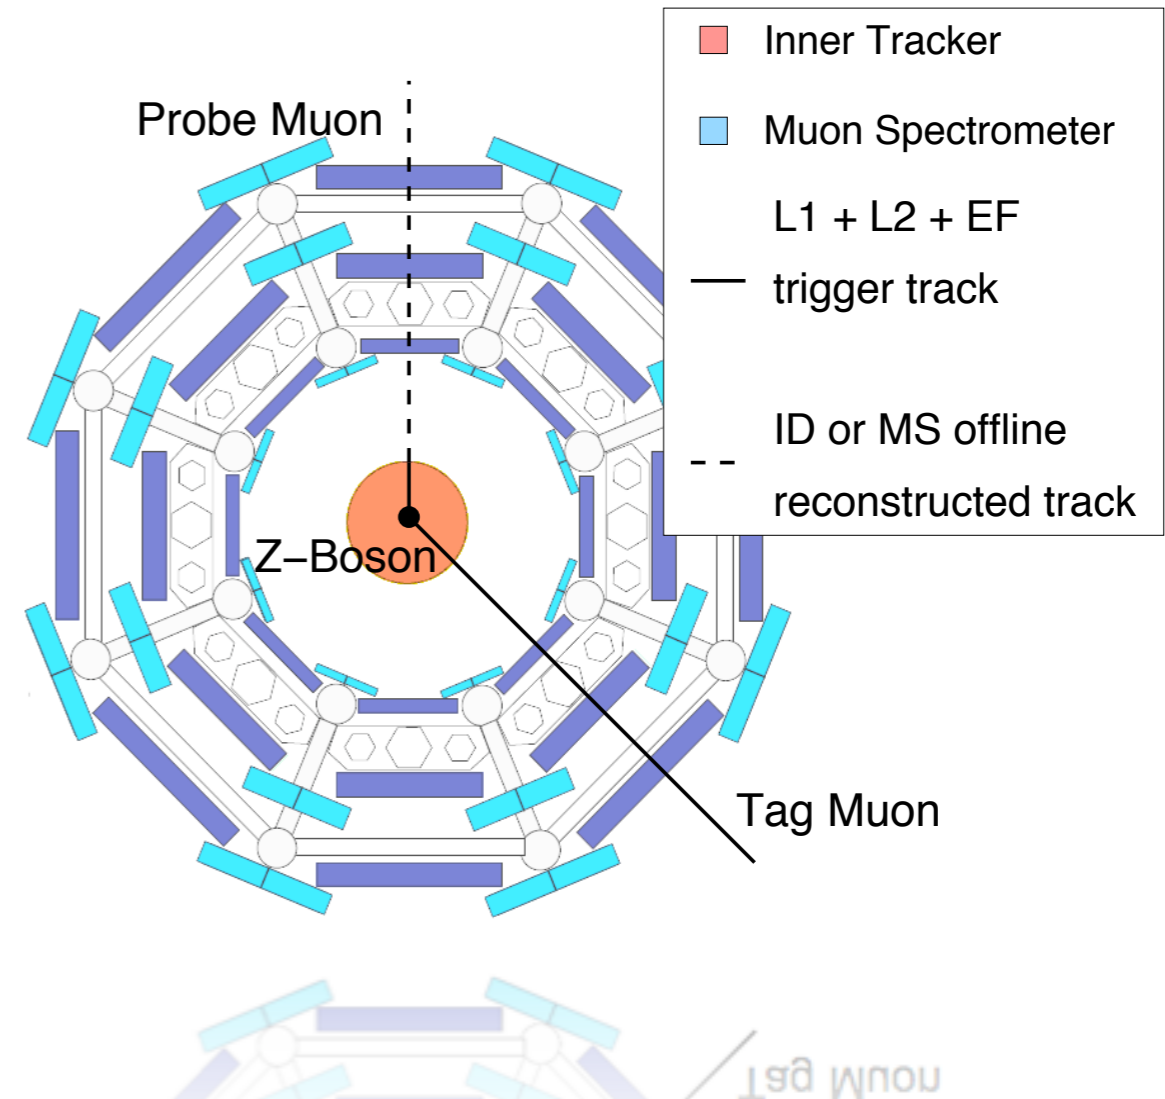 Probe Muon
Inner Tracker
Muon Spectrometer
L1 + L2 + EF
trigger track
ID or MS offline
reconstructed track
Z−Boson
Tag Muon
Tag Muon